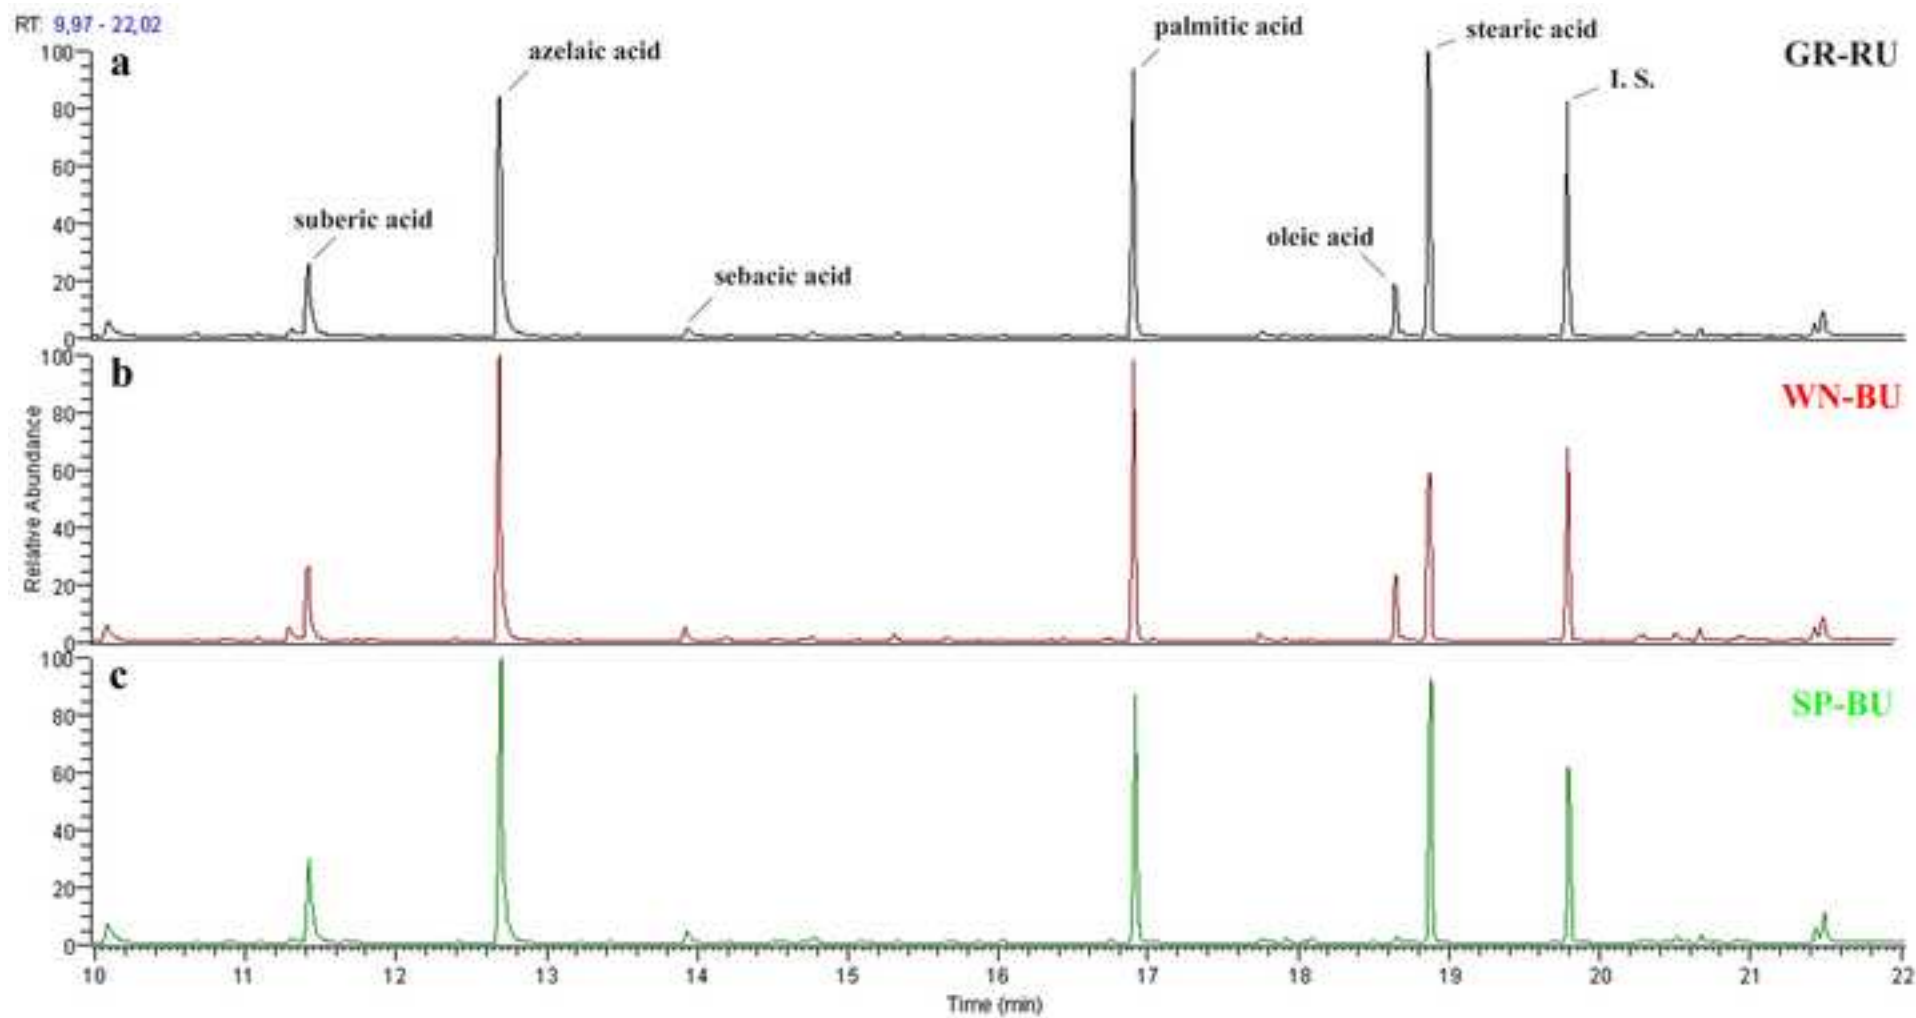 RT: 9,97 - 22,02
a
GR-RU
suberic acid
azelaic acid
sebacic acid
palmitic acid
oleic acid
stearic acid
I. S.
100
80
60
40
20
0
b
WN-BU
100
80
60
40
20
0
c
SP-BU
100
80
60
40
20
0
Relative Abundance
10 11 12 13 14 15 16 17 18 19 20 21 22
Time (min)